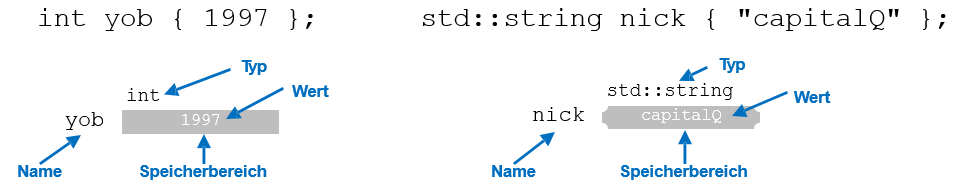 int yob { 1997 };
Typ
int
Wert
yob
1997
Name
Speicherbereich
std::string nick { "capitalQ" };
Typ
std::string
Wert
nick
capitalQ
Name
Speicherbereich